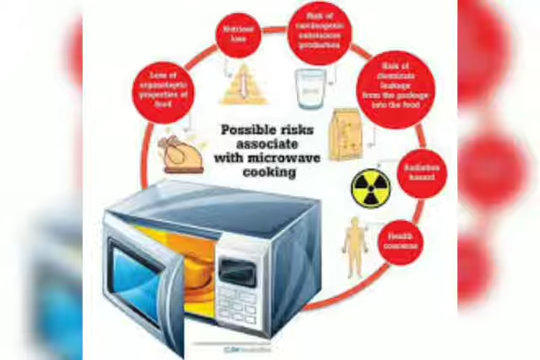 Nutrient
loss
Risk of
carcinogenic
substances
production
Loss of
organoleptic
properties of
food
Risk of
chemicals
leakage
from the package
into the food
Possible risks
associate
with microwave
cooking
Radiation
hazard
Health
concerns